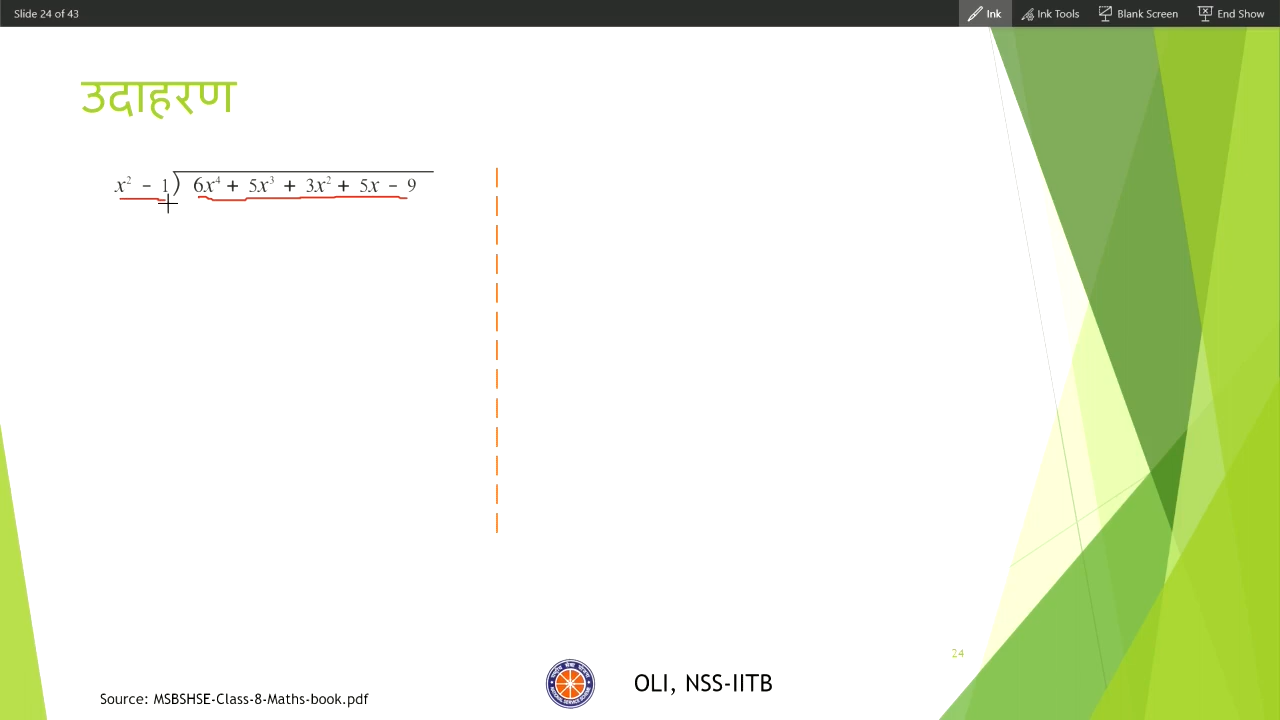 Slide 24 of 43
Ink Ink Tools Blank Screen End Show
उदाहरण
x² − 1) 6x⁴ + 5x³ + 3x² + 5x − 9
24
OLI, NSS-IITB
Source: MSBSHSE-Class-8-Maths-book.pdf